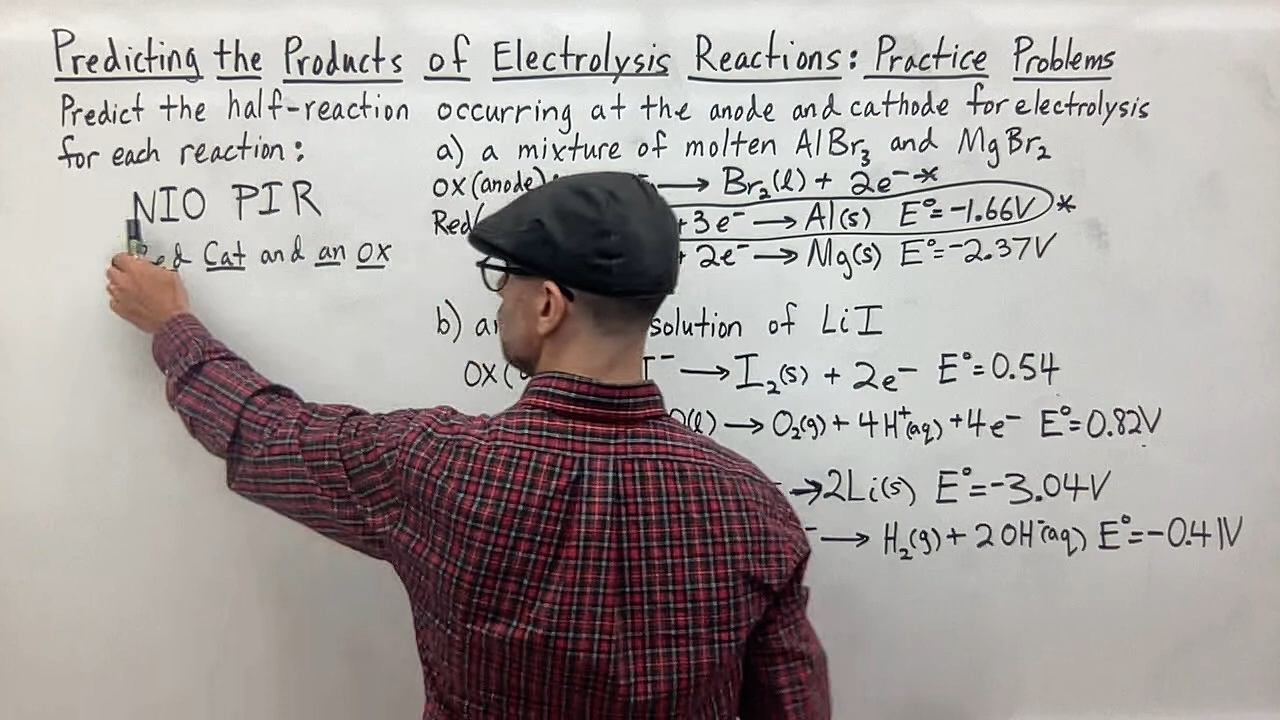 Predicting the Products of Electrolysis Reactions: Practice Problems
Predict the half-reaction occurring at the anode and cathode for electrolysis
for each reaction:
a) a mixture of molten AlBr₃ and MgBr₂
NIO PIR
Red Cat and an ox
OX (anode) → Br₂(l) + 2e⁻ *
Red +3e⁻ → Al(s) E°=-1.66V *
+ 2e⁻ → Mg(s) E°=-2.37V
b) solution of LiI
OX ( I⁻ → I₂(s) + 2e⁻ E°=0.54
(l) → O₂(g) + 4H⁺(aq) + 4e⁻ E°=0.82V
→ 2Li(s) E°=-3.04V
→ H₂(g) + 2OH⁻(aq) E°=-0.41V